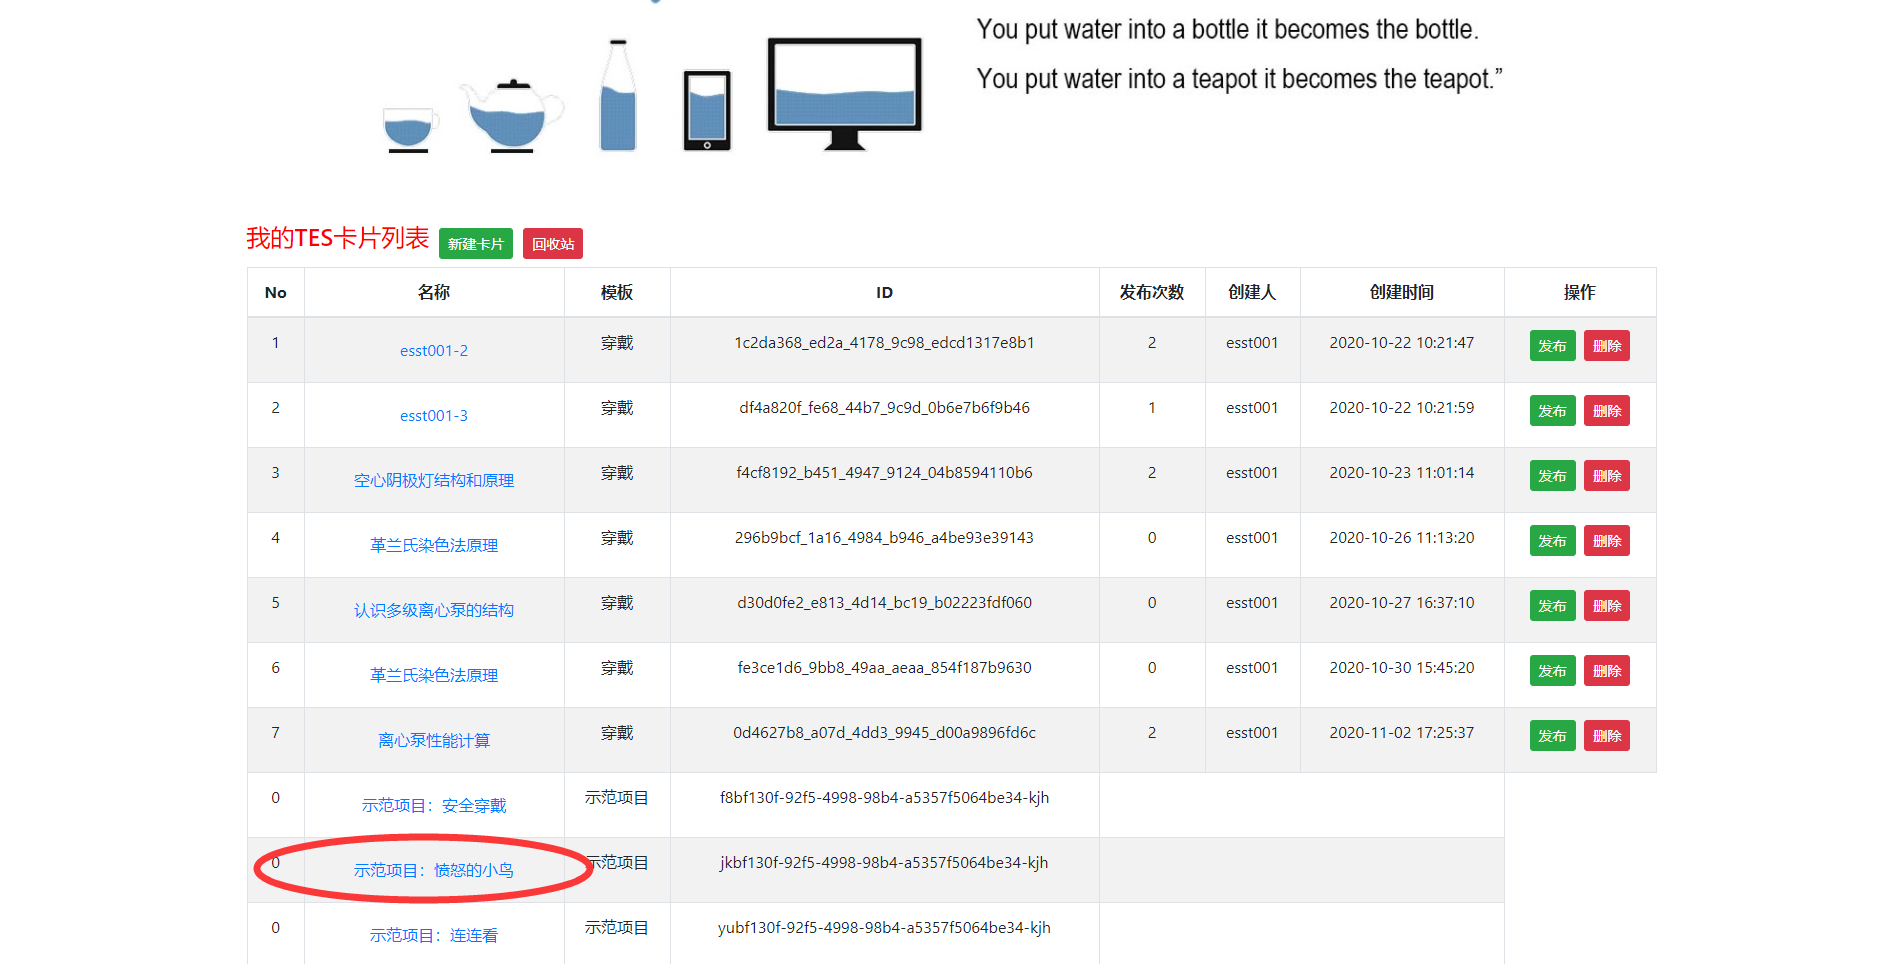 You put water into a bottle it becomes the bottle.
You put water into a teapot it becomes the teapot.”
我的TES卡片列表 新建卡片 回收站
No 名称 模板 ID 发布次数 创建人 创建时间 操作
1 esst001-2 穿戴 1c2da368_ed2a_4178_9c98_edcd1317e8b1 2 esst001 2020-10-22 10:21:47 发布 删除
2 esst001-3 穿戴 df4a820f_fe68_44b7_9c9d_0b6e7b6f9b46 1 esst001 2020-10-22 10:21:59 发布 删除
3 空心阴极灯结构和原理 穿戴 f4cf8192_b451_4947_9124_04b8594110b6 2 esst001 2020-10-23 11:01:14 发布 删除
4 革兰氏染色法原理 穿戴 296b9bcf_1a16_4984_b946_a4be93e39143 0 esst001 2020-10-26 11:13:20 发布 删除
5 认识多级离心泵的结构 穿戴 d30d0fe2_e813_4d14_bc19_b02223fdf060 0 esst001 2020-10-27 16:37:10 发布 删除
6 革兰氏染色法原理 穿戴 fe3ce1d6_9bb8_49aa_aeaa_854f187b9630 0 esst001 2020-10-30 15:45:20 发布 删除
7 离心泵性能计算 穿戴 0d4627b8_a07d_4dd3_9945_d00a9896fd6c 2 esst001 2020-11-02 17:25:37 发布 删除
0 示范项目：安全穿戴 示范项目 f8bf130f-92f5-4998-98b4-a5357f5064be34-kjh
0 示范项目：愤怒的小鸟 示范项目 jkbf130f-92f5-4998-98b4-a5357f5064be34-kjh
0 示范项目：连连看 示范项目 yubf130f-92f5-4998-98b4-a5357f5064be34-kjh